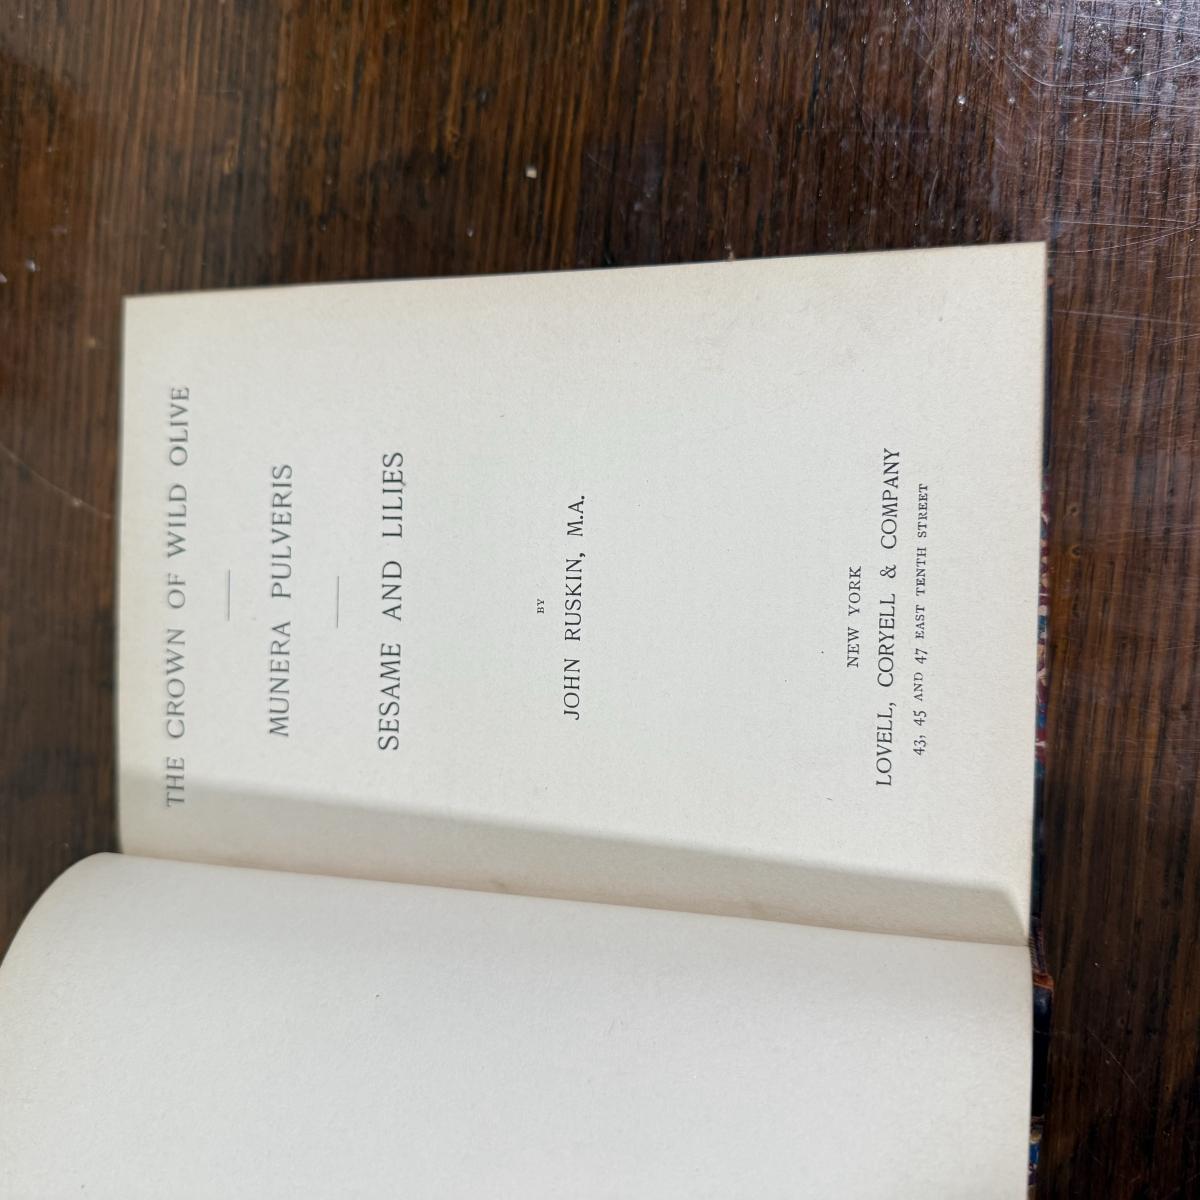 THE CROWN OF WILD OLIVE
MUNERA PULVERIS
SESAME AND LILIES
BY
JOHN RUSKIN, M.A.
NEW YORK
LOVELL, CORYELL & COMPANY
43, 45 AND 47 EAST TENTH STREET